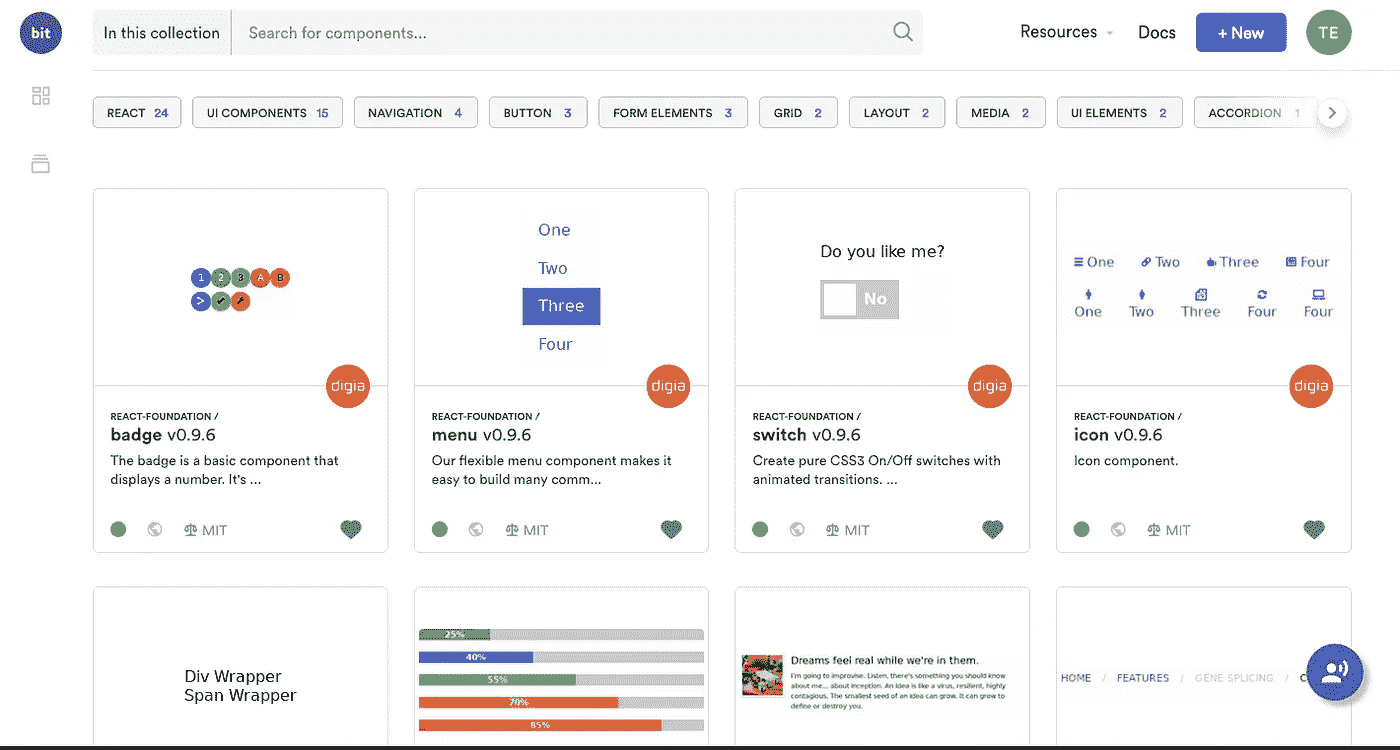 bit
In this collection
Search for components...
Resources
Docs
+ New
TE
REACT 24
UI COMPONENTS 15
NAVIGATION 4
BUTTON 3
FORM ELEMENTS 3
GRID 2
LAYOUT 2
MEDIA 2
UI ELEMENTS 2
ACCORDION 1
1 2 3 A B
One
Two
Three
Four
Do you like me?
No
One Two Three Four
One Two Three Four Four
digia
digia
digia
digia
REACT-FOUNDATION /
badge v0.9.6
The badge is a basic component that
displays a number. It's ...
MIT
REACT-FOUNDATION /
menu v0.9.6
Our flexible menu component makes it
easy to build many comm...
MIT
REACT-FOUNDATION /
switch v0.9.6
Create pure CSS3 On/Off switches with
animated transitions. ...
MIT
REACT-FOUNDATION /
icon v0.9.6
Icon component.
MIT
Div Wrapper
Span Wrapper
25%
40%
55%
70%
85%
Dreams feel real while we're in them.
I'm going to improvise. Listen, there's something you should know
about me... about inception. An idea is like a virus, resilient, highly
contagious. The smallest seed of an idea can grow. It can grow to
define or destroy you.
HOME / FEATURES / GENE SPLICING /